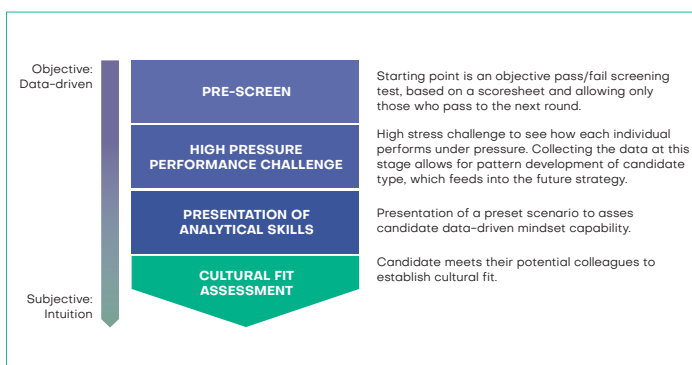 Objective:
Data-driven
PRE-SCREEN
Starting point is an objective pass/fail screening
test, based on a scoresheet and allowing only
those who pass to the next round.
HIGH PRESSURE
PERFORMANCE CHALLENGE
High stress challenge to see how each individual
performs under pressure. Collecting the data at this
stage allows for pattern development of candidate
type, which feeds into the future strategy.
PRESENTATION OF
ANALYTICAL SKILLS
Presentation of a preset scenario to asses
candidate data-driven mindset capability.
CULTURAL FIT
ASSESSMENT
Candidate meets their potential colleagues to
establish cultural fit.
Subjective:
Intuition